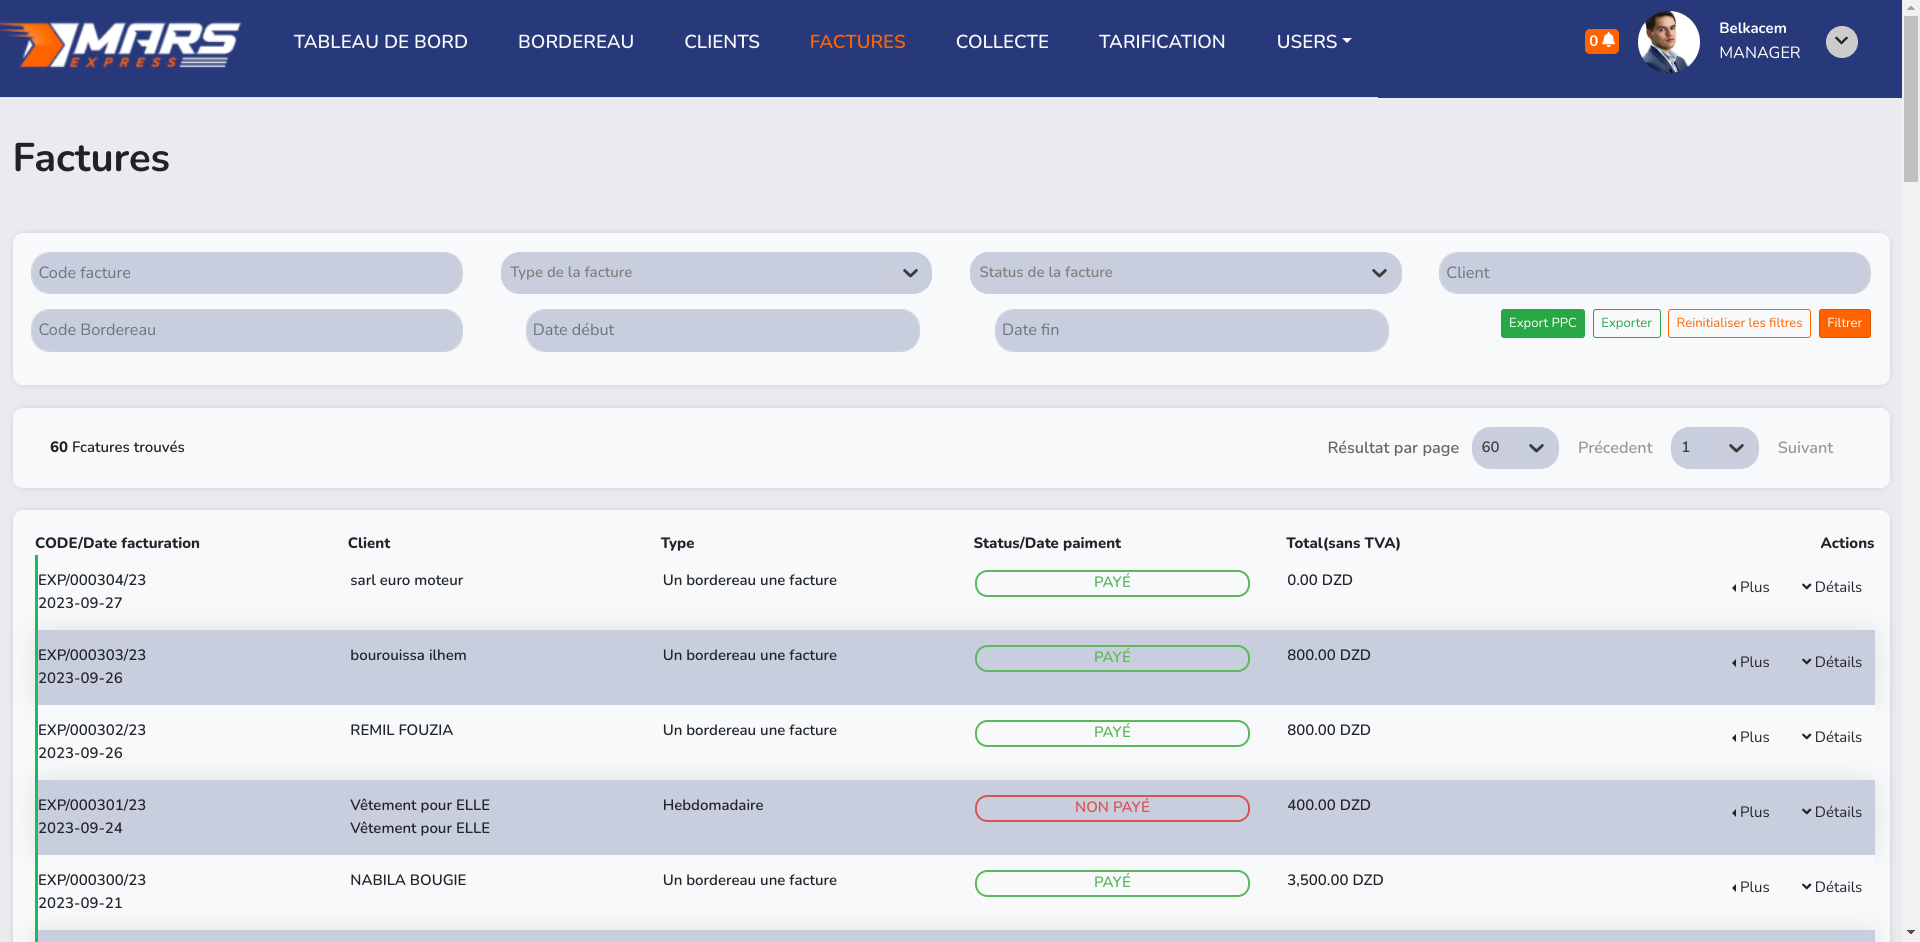 MARS EXPRESS
TABLEAU DE BORD BORDEREAU CLIENTS FACTURES COLLECTE TARIFICATION USERS
0
Belkacem
MANAGER
Factures
Code facture Type de la facture Status de la facture Client
Code Bordereau Date début Date fin Export PPC Exporter Reinitialiser les filtres Filtrer
60 Fcatures trouvés Résultat par page 60 Précedent 1 Suivant
CODE/Date facturation Client Type Status/Date paiment Total(sans TVA) Actions
EXP/000304/23 sarl euro moteur Un bordereau une facture PAYÉ 0.00 DZD Plus Détails
2023-09-27
EXP/000303/23 bourouissa ilhem Un bordereau une facture PAYÉ 800.00 DZD Plus Détails
2023-09-26
EXP/000302/23 REMIL FOUZIA Un bordereau une facture PAYÉ 800.00 DZD Plus Détails
2023-09-26
EXP/000301/23 Vêtement pour ELLE Hebdomadaire NON PAYÉ 400.00 DZD Plus Détails
2023-09-24 Vêtement pour ELLE
EXP/000300/23 NABILA BOUGIE Un bordereau une facture PAYÉ 3,500.00 DZD Plus Détails
2023-09-21